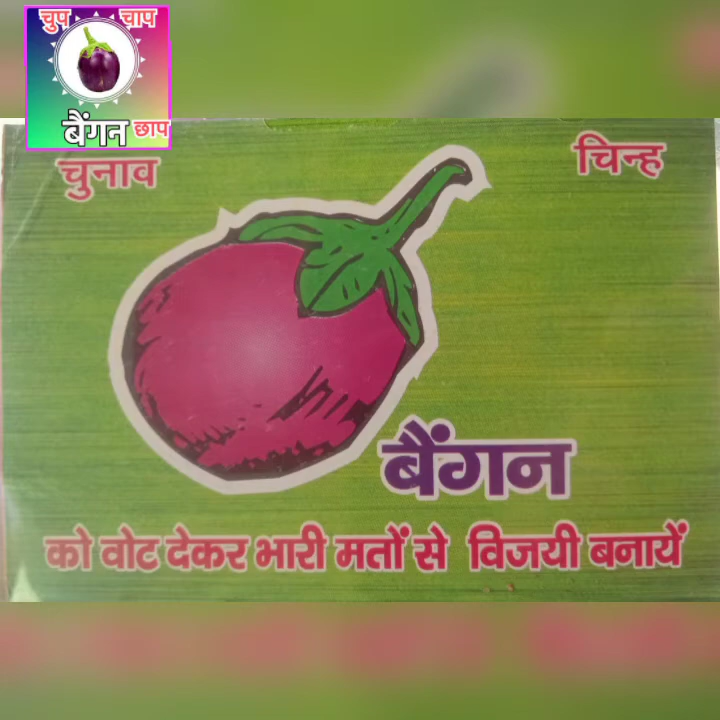 चुप चाप
बैंगन छाप
चुनाव चिन्ह
बैंगन
को वोट देकर भारी मतों से विजयी बनायें